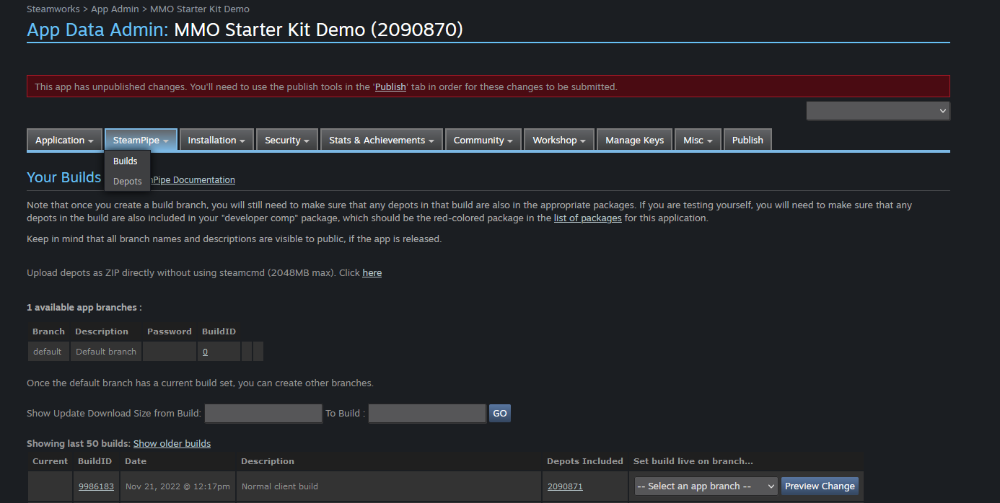 Steamworks > App Admin > MMO Starter Kit Demo
App Data Admin: MMO Starter Kit Demo (2090870)
This app has unpublished changes. You'll need to use the publish tools in the 'Publish' tab in order for these changes to be submitted.
Application SteamPipe Installation Security Stats & Achievements Community Workshop Manage Keys Misc Publish
Builds
Your Builds Pipe Documentation
Depots
Note that once you create a build branch, you will still need to make sure that any depots in that build are also in the appropriate packages. If you are testing yourself, you will need to make sure that any
depots in the build are also included in your "developer comp" package, which should be the red-colored package in the list of packages for this application.
Keep in mind that all branch names and descriptions are visible to public, if the app is released.
Upload depots as ZIP directly without using steamcmd (2048MB max). Click here
1 available app branches :
Branch Description Password BuildID
default Default branch 0
Once the default branch has a current build set, you can create other branches.
Show Update Download Size from Build: To Build : GO
Showing last 50 builds: Show older builds
Current BuildID Date Description Depots Included Set build live on branch...
9986183 Nov 21, 2022 @ 12:17pm Normal client build 2090871 -- Select an app branch -- Preview Change